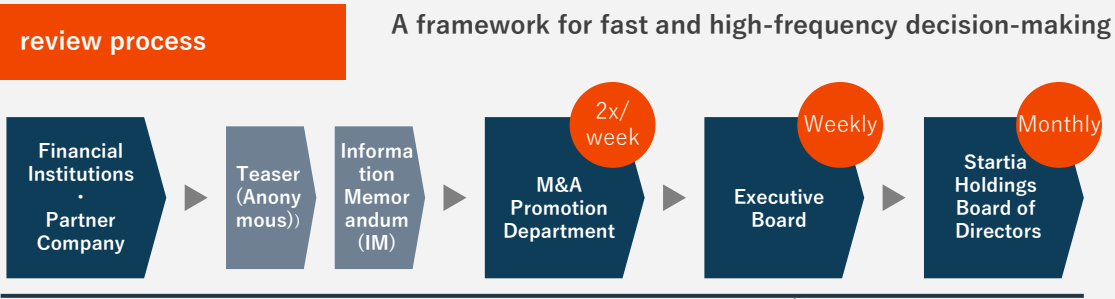 review process
A framework for fast and high-frequency decision-making
Financial
Institutions
・
Partner
Company
Teaser
(Anony
mous))
Informa
tion
Memor
andum
(IM)
2x/
week
M&A
Promotion
Department
Weekly
Executive
Board
Monthly
Startia
Holdings
Board of
Directors